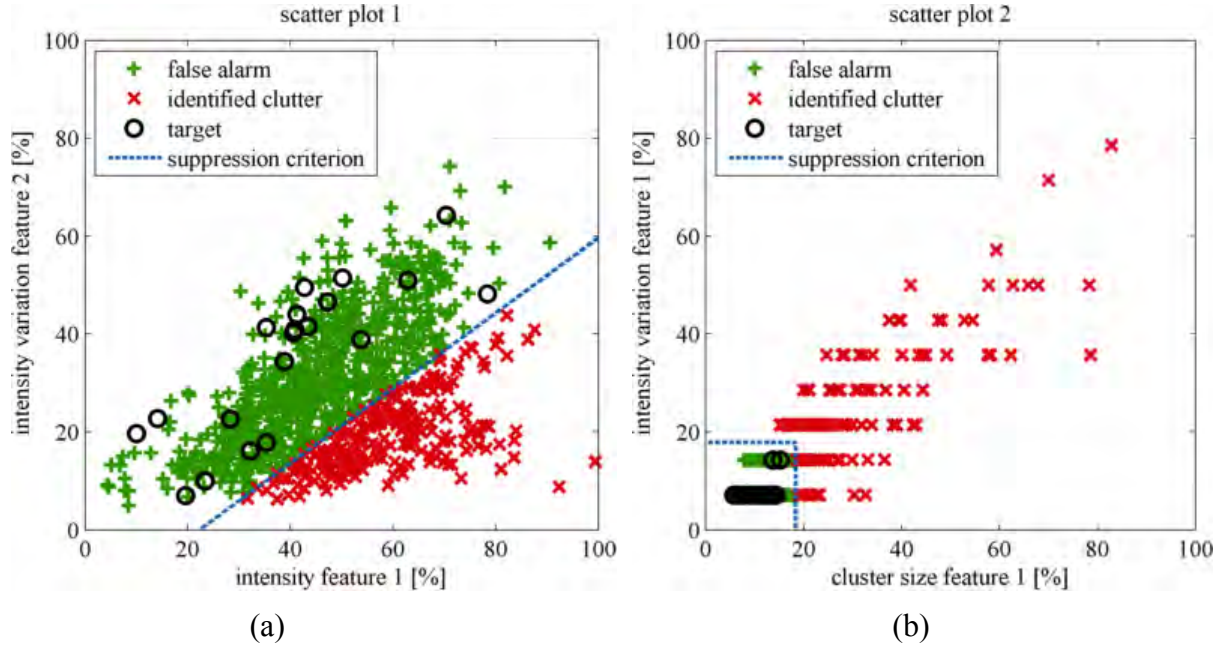 scatter plot 1
100
80
60
40
20
0
intensity variation feature 2 [%]
false alarm
identified clutter
target
suppression criterion
0 20 40 60 80 100
intensity feature 1 [%]
(a)
scatter plot 2
100
80
60
40
20
0
intensity variation feature 1 [%]
false alarm
identified clutter
target
suppression criterion
0 20 40 60 80 100
cluster size feature 1 [%]
(b)